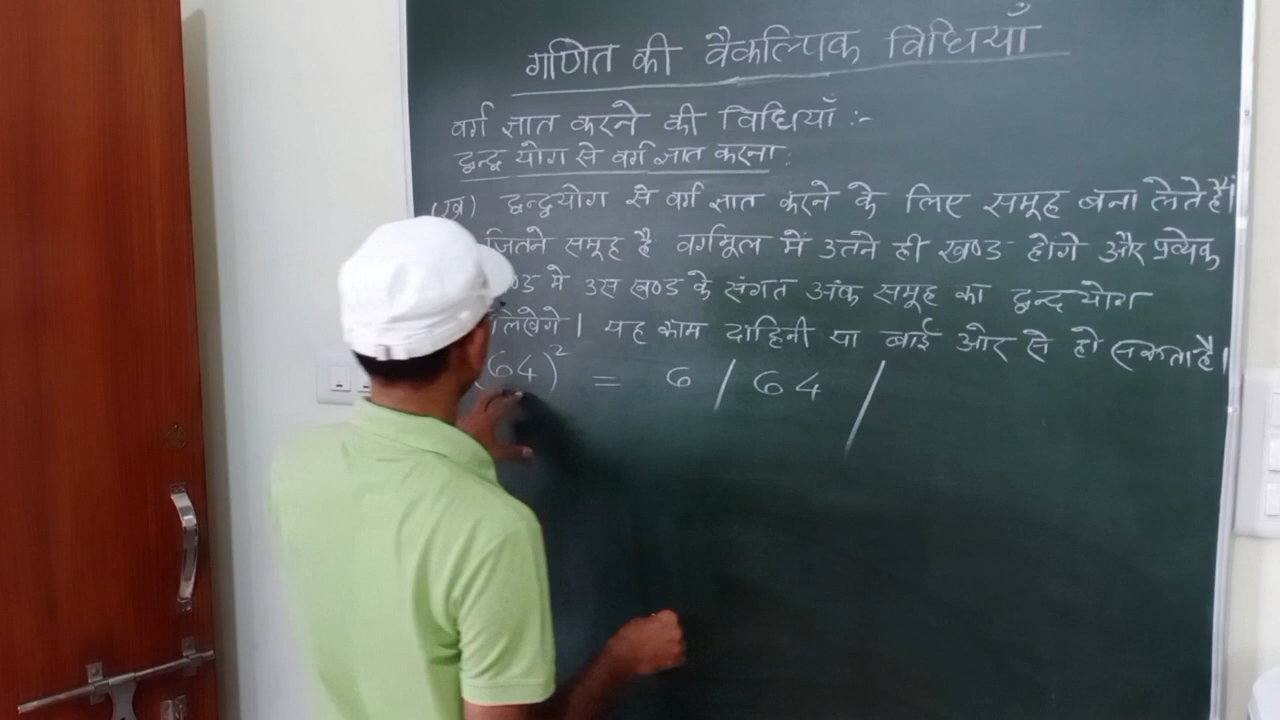 गणित की वैकल्पिक विधियाँ
वर्ग ज्ञात करने की विधियाँ :-
द्वन्द्व योग से वर्ग ज्ञात करना :
(ख) द्वन्द्वयोग से वर्ग ज्ञात करने के लिए समूह बना लेते हैं।
जितने समूह है वर्गमूल में उतने ही खण्ड होंगे और प्रत्येक
में उस खण्ड के संगत अंक समूह का द्वन्द्व योग
लिखेगे। यह काम दाहिनी या बाई ओर से हो सकता है।
(64)² = 6 / 64 /